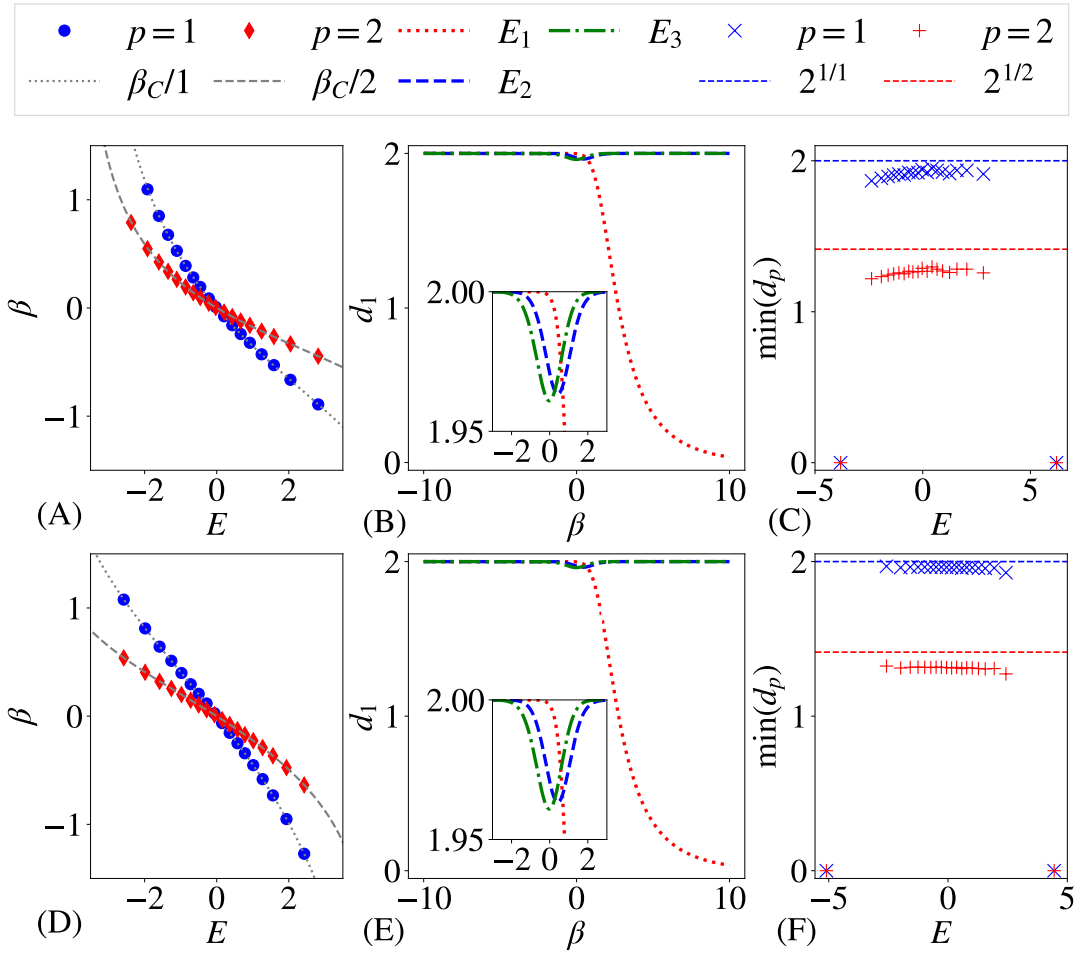 p = 1 p = 2 E₁ E₃ p = 1 p = 2
β_C/1 β_C/2 E₂ 2^{1/1} 2^{1/2}
1
0
−1
β
−2 0 2
E
(A)
2
1
0
d₁
2.00
1.95
−2 0 2
−10 0 10
β
(B)
2
1
0
min(d_p)
−5 0 5
E
(C)
1
0
−1
β
−2 0 2
E
(D)
2
1
0
d₁
2.00
1.95
−2 0 2
−10 0 10
β
(E)
2
1
0
min(d_p)
−5 0 5
E
(F)